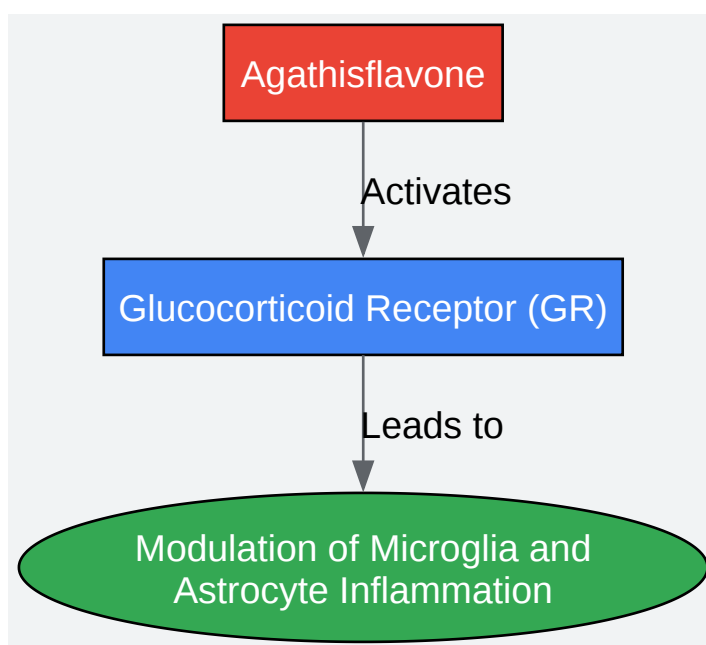 Agathisflavone
Activates
Glucocorticoid Receptor (GR)
Leads to
Modulation of Microglia and
Astrocyte Inflammation